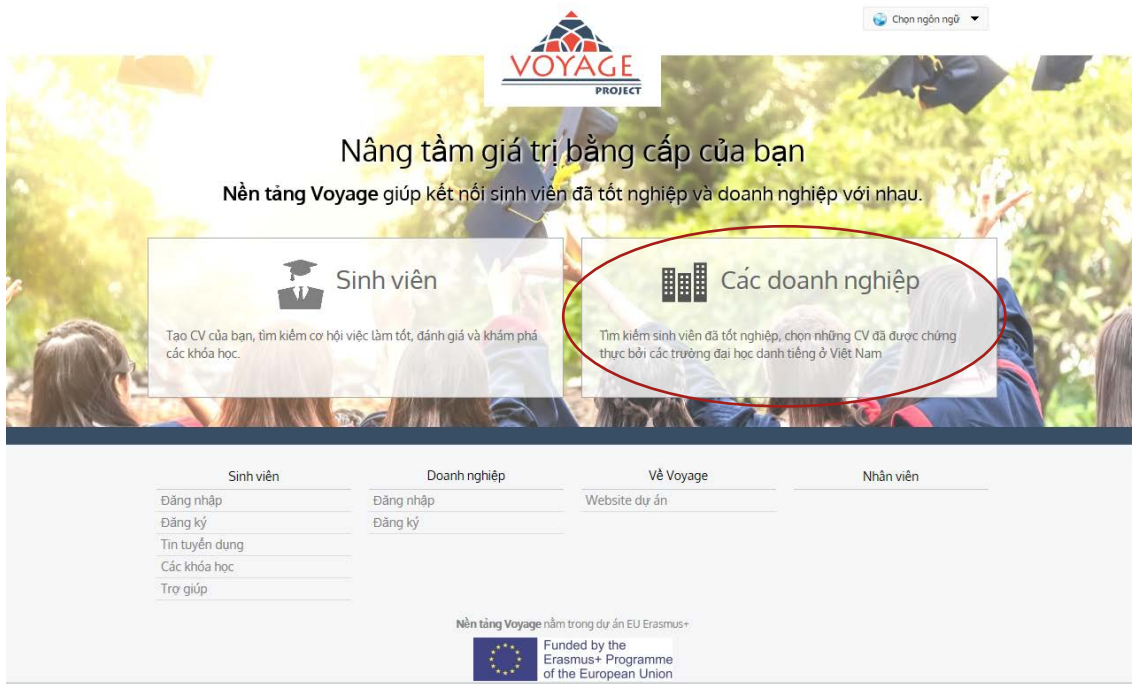 Chọn ngôn ngữ
VOYAGE
PROJECT
Nâng tầm giá trị bằng cấp của bạn
Nền tảng Voyage giúp kết nối sinh viên đã tốt nghiệp và doanh nghiệp với nhau.
Sinh viên
Tạo CV của bạn, tìm kiếm cơ hội việc làm tốt, đánh giá và khám phá
các khóa học.
Các doanh nghiệp
Tìm kiếm sinh viên đã tốt nghiệp, chọn những CV đã được chứng
thực bởi các trường đại học danh tiếng ở Việt Nam
Sinh viên
Đăng nhập
Đăng ký
Tin tuyển dụng
Các khóa học
Trợ giúp
Doanh nghiệp
Đăng nhập
Đăng ký
Về Voyage
Website dự án
Nhân viên
Nền tảng Voyage nằm trong dự án EU Erasmus+
Funded by the
Erasmus+ Programme
of the European Union